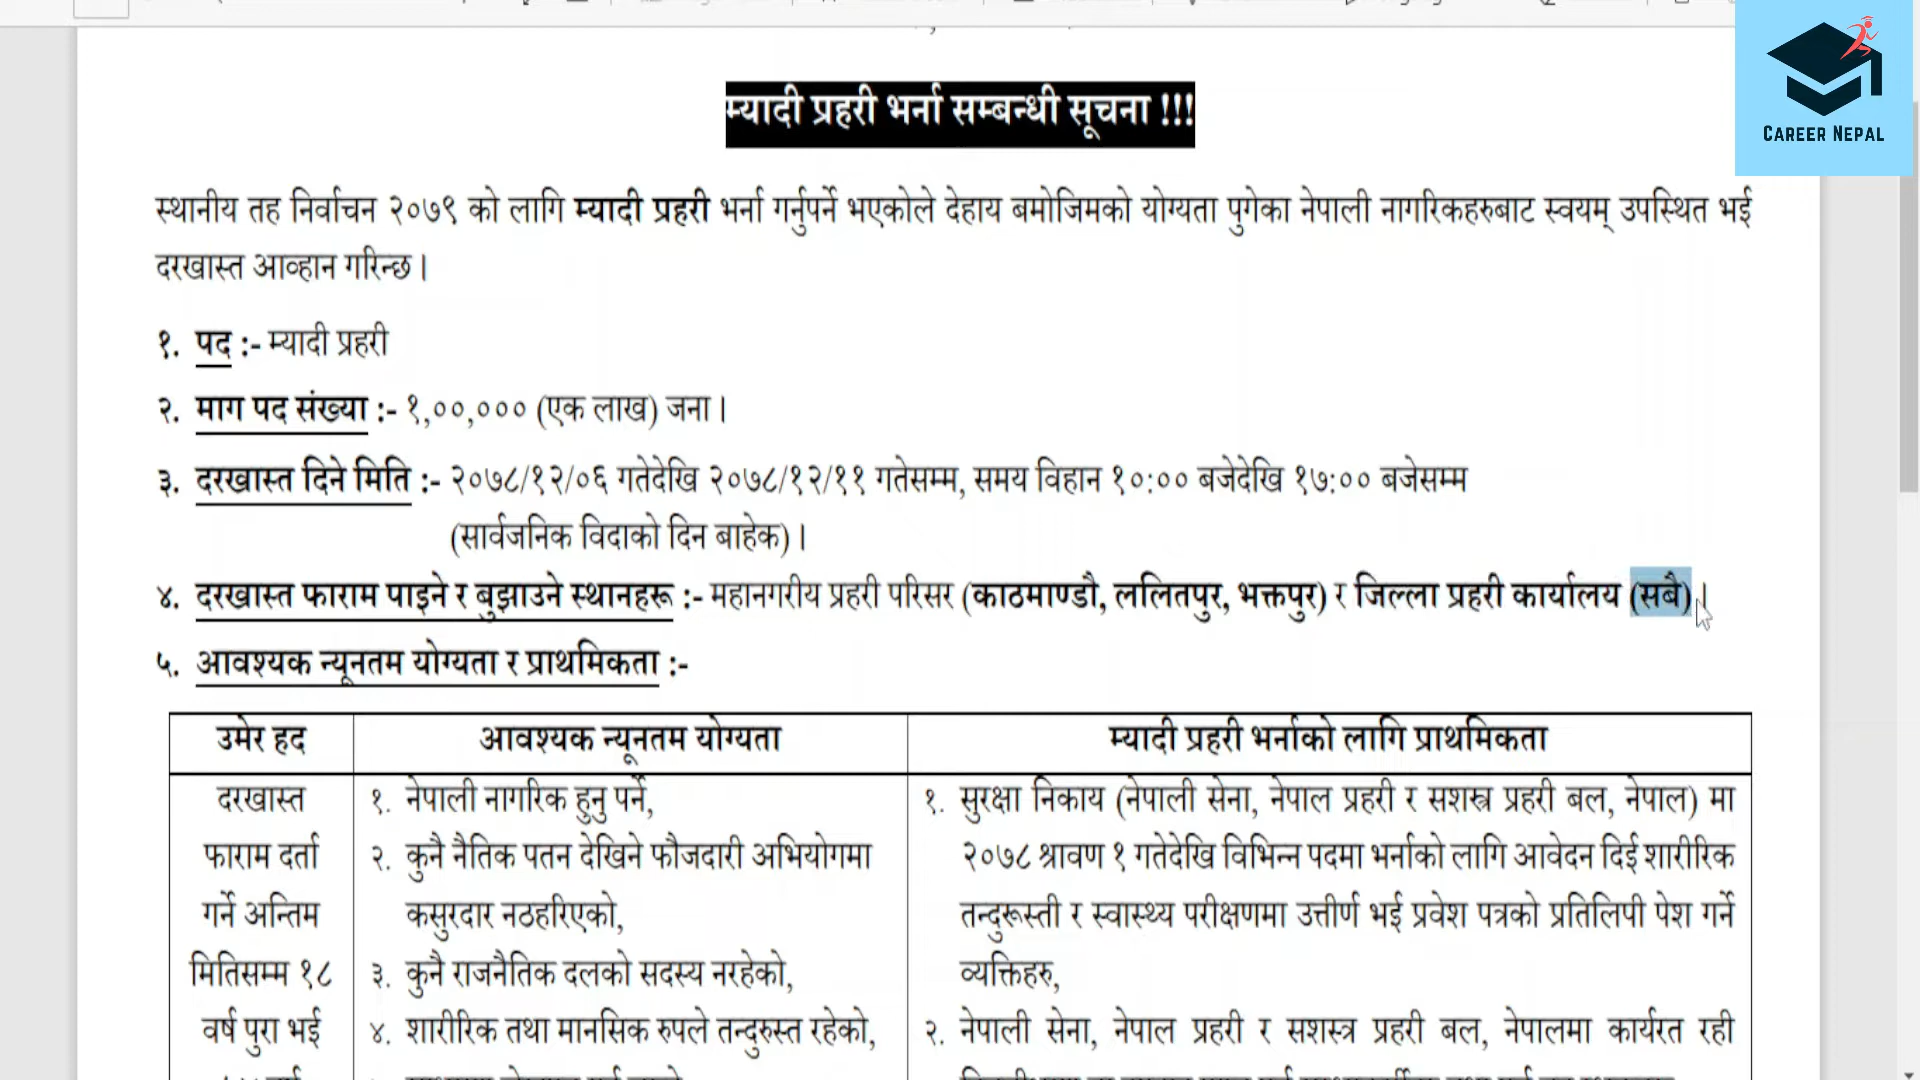 CAREER NEPAL
म्यादी प्रहरी भर्ना सम्बन्धी सूचना !!!
स्थानीय तह निर्वाचन २०७९ को लागि म्यादी प्रहरी भर्ना गर्नुपर्ने भएकोले देहाय बमोजिमको योग्यता पुगेका नेपाली नागरिकहरुबाट स्वयम् उपस्थित भई
दरखास्त आव्हान गरिन्छ।
१. पद :- म्यादी प्रहरी
२. माग पद संख्या :- १,००,००० (एक लाख) जना।
३. दरखास्त दिने मिति :- २०७८/१२/०६ गतेदेखि २०७८/१२/११ गतेसम्म, समय विहान १०:०० बजेदेखि १७:०० बजेसम्म
(सार्वजनिक विदाको दिन बाहेक)।
४. दरखास्त फाराम पाइने र बुझाउने स्थानहरू :- महानगरीय प्रहरी परिसर (काठमाण्डौ, ललितपुर, भक्तपुर) र जिल्ला प्रहरी कार्यालय (सबै)।
५. आवश्यक न्यूनतम योग्यता र प्राथमिकता :-
उमेर हद
दरखास्त
फाराम दर्ता
गर्ने अन्तिम
मितिसम्म १८
वर्ष पुरा भई
आवश्यक न्यूनतम योग्यता
१. नेपाली नागरिक हुनु पर्ने,
२. कुनै नैतिक पतन देखिने फौजदारी अभियोगमा
कसुरदार नठहरिएको,
३. कुनै राजनैतिक दलको सदस्य नरहेको,
४. शारीरिक तथा मानसिक रुपले तन्दुरुस्त रहेको,
म्यादी प्रहरी भर्नाको लागि प्राथमिकता
१. सुरक्षा निकाय (नेपाली सेना, नेपाल प्रहरी र सशस्त्र प्रहरी बल, नेपाल) मा
२०७८ श्रावण १ गतेदेखि विभिन्न पदमा भर्नाको लागि आवेदन दिई शारीरिक
तन्दुरूस्ती र स्वास्थ्य परीक्षणमा उत्तीर्ण भई प्रवेश पत्रको प्रतिलिपी पेश गर्ने
व्यक्तिहरु,
२. नेपाली सेना, नेपाल प्रहरी र सशस्त्र प्रहरी बल, नेपालमा कार्यरत रही